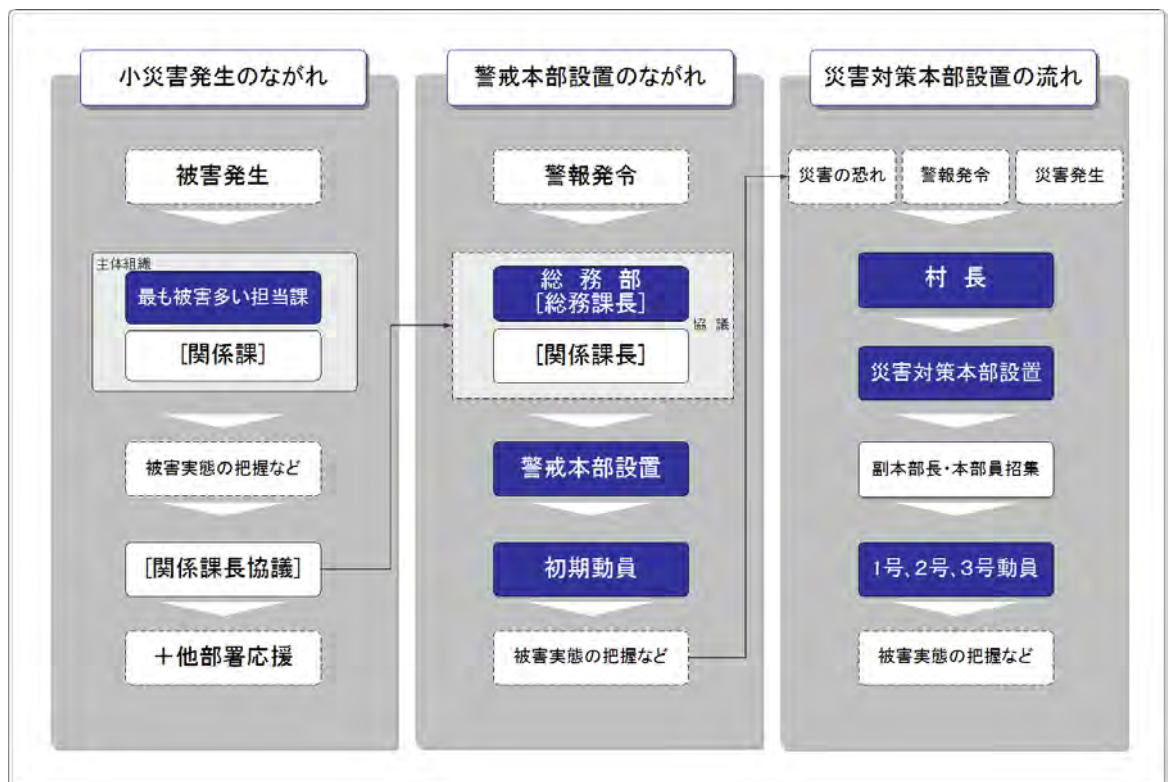 小災害発生のながれ
被害発生
主体組織
最も被害多い担当課
[関係課]
被害実態の把握など
[関係課長協議]
＋他部署応援
警戒本部設置のながれ
警報発令
総務部
[総務課長]
協議
[関係課長]
警戒本部設置
初期動員
被害実態の把握など
災害対策本部設置の流れ
災害の恐れ
警報発令
災害発生
村長
災害対策本部設置
副本部長・本部員招集
1号、2号、3号動員
被害実態の把握など